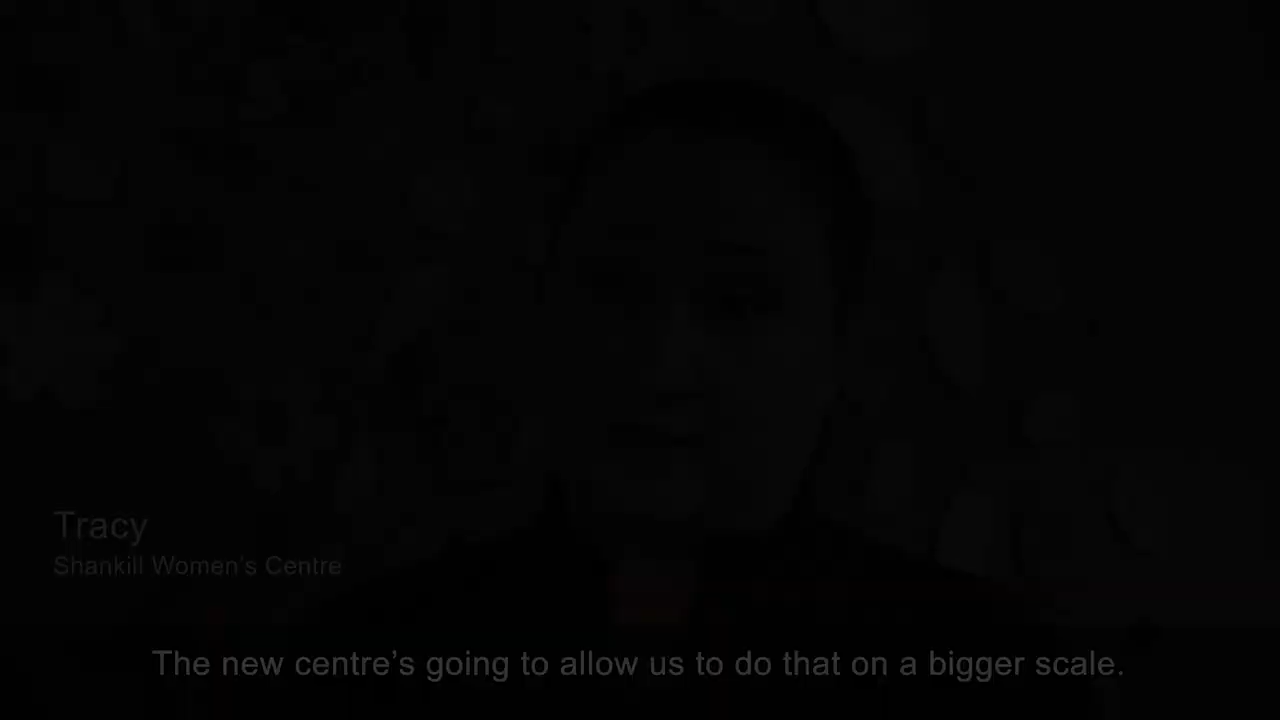 Tracy
Shankill Women's Centre
The new centre’s going to allow us to do that on a bigger scale.